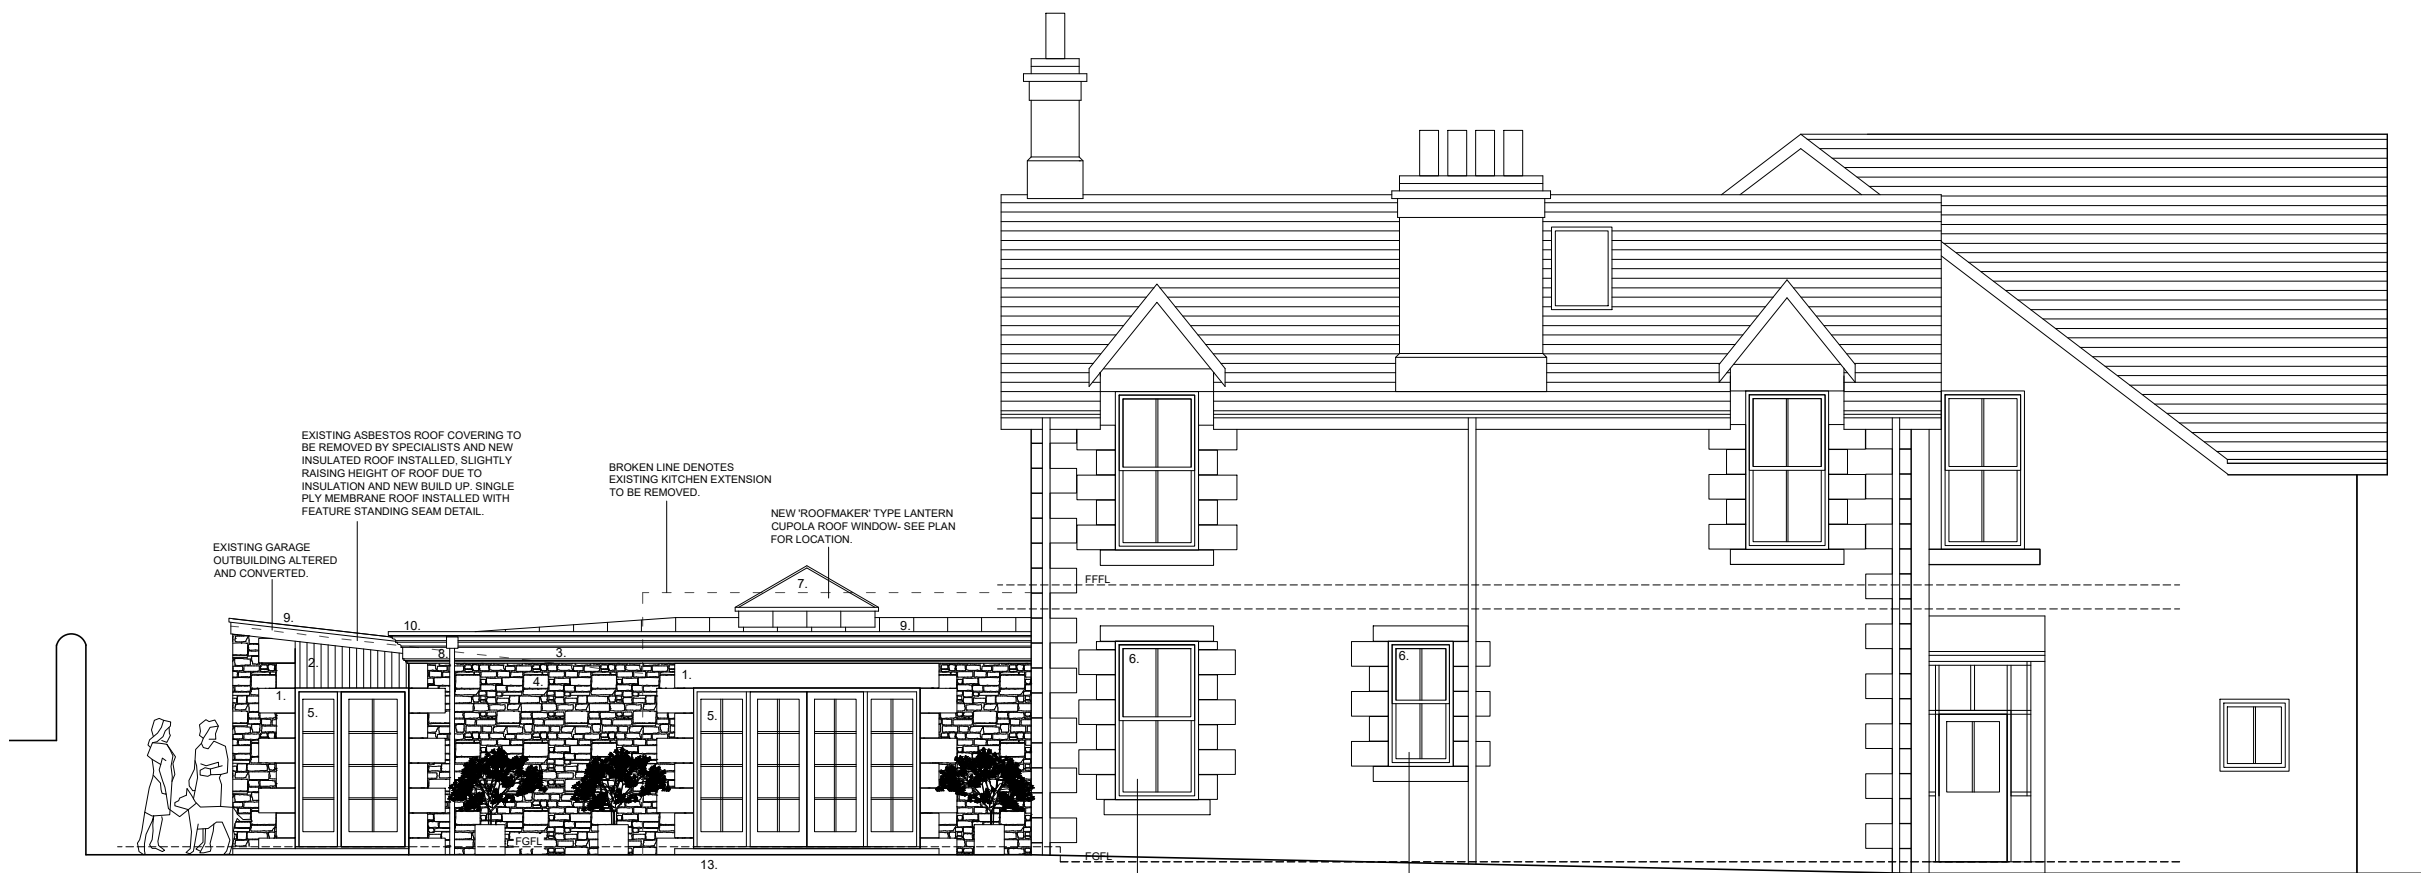 EXISTING ASBESTOS ROOF COVERING TO
BE REMOVED BY SPECIALISTS AND NEW
INSULATED ROOF INSTALLED, SLIGHTLY
RAISING HEIGHT OF ROOF DUE TO
INSULATION AND NEW BUILD UP. SINGLE
PLY MEMBRANE ROOF INSTALLED WITH
FEATURE STANDING SEAM DETAIL.
BROKEN LINE DENOTES
EXISTING KITCHEN EXTENSION
TO BE REMOVED.
NEW 'ROOFMAKER' TYPE LANTERN
CUPOLA ROOF WINDOW- SEE PLAN
FOR LOCATION.
EXISTING GARAGE
OUTBUILDING ALTERED
AND CONVERTED.
FFFL
7.
9.
10.
9.
8.
3.
2.
6.
6.
1.
4.
1.
5.
5.
FGFL
FGFL
13.